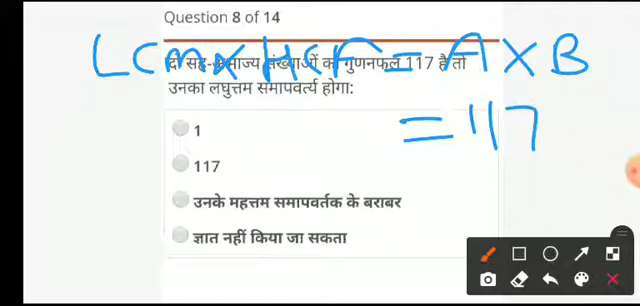 Question 8 of 14
LCM X HCF = A X B
दो सह-अभाज्य संख्याओं का गुणनफल 117 है तो
उनका लघुत्तम समापवर्त्य होगा:
= 117
1
117
उनके महत्तम समापवर्तक के बराबर
ज्ञात नहीं किया जा सकता